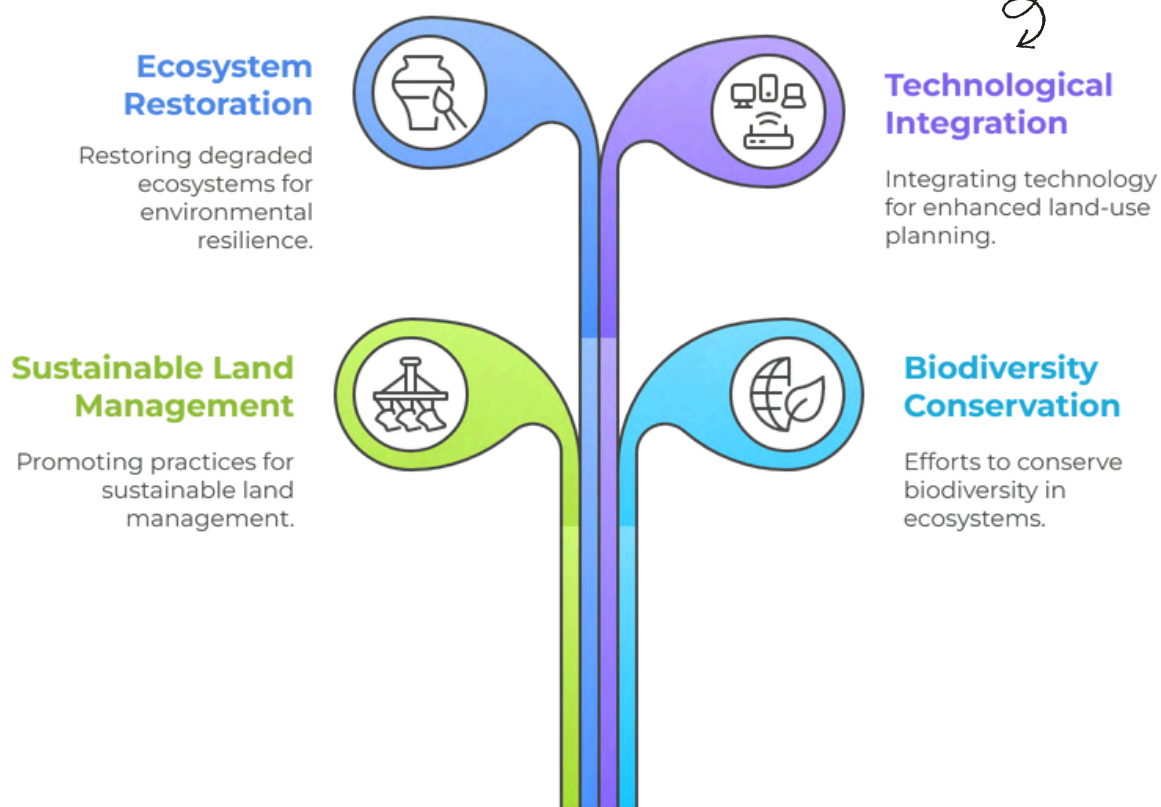 Ecosystem
Restoration
Restoring degraded
ecosystems for
environmental
resilience.
Technological
Integration
Integrating technology
for enhanced land-use
planning.
Sustainable Land
Management
Promoting practices for
sustainable land
management.
Biodiversity
Conservation
Efforts to conserve
biodiversity in
ecosystems.